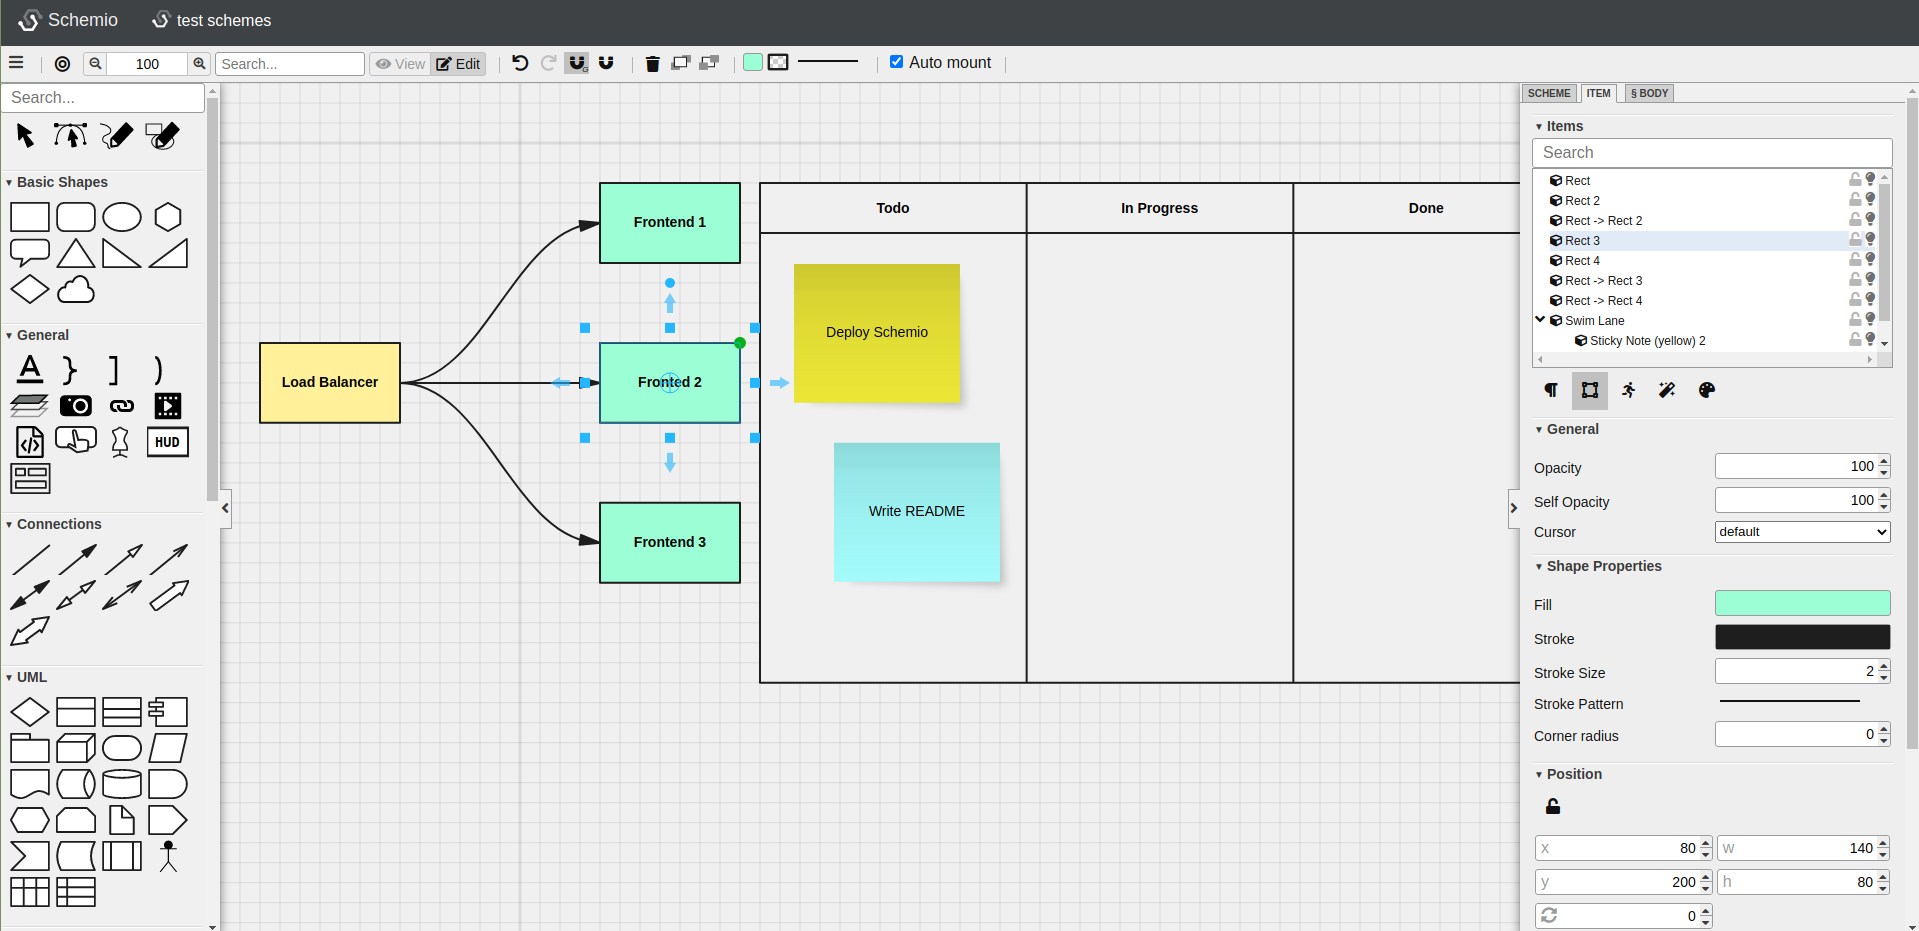 Schemio
test schemes
100
Search...
View
Edit
Auto mount
Search...
Basic Shapes
General
HUD
Connections
UML
Load Balancer
Frontend 1
Fronted 2
Frontend 3
Todo
In Progress
Done
Deploy Schemio
Write README
SCHEME
ITEM
§ BODY
Items
Search
Rect
Rect 2
Rect -> Rect 2
Rect 3
Rect 4
Rect -> Rect 3
Rect -> Rect 4
Swim Lane
Sticky Note (yellow) 2
General
Opacity 100
Self Opacity 100
Cursor default
Shape Properties
Fill
Stroke
Stroke Size 2
Stroke Pattern
Corner radius 0
Position
x 80 w 140
y 200 h 80
0